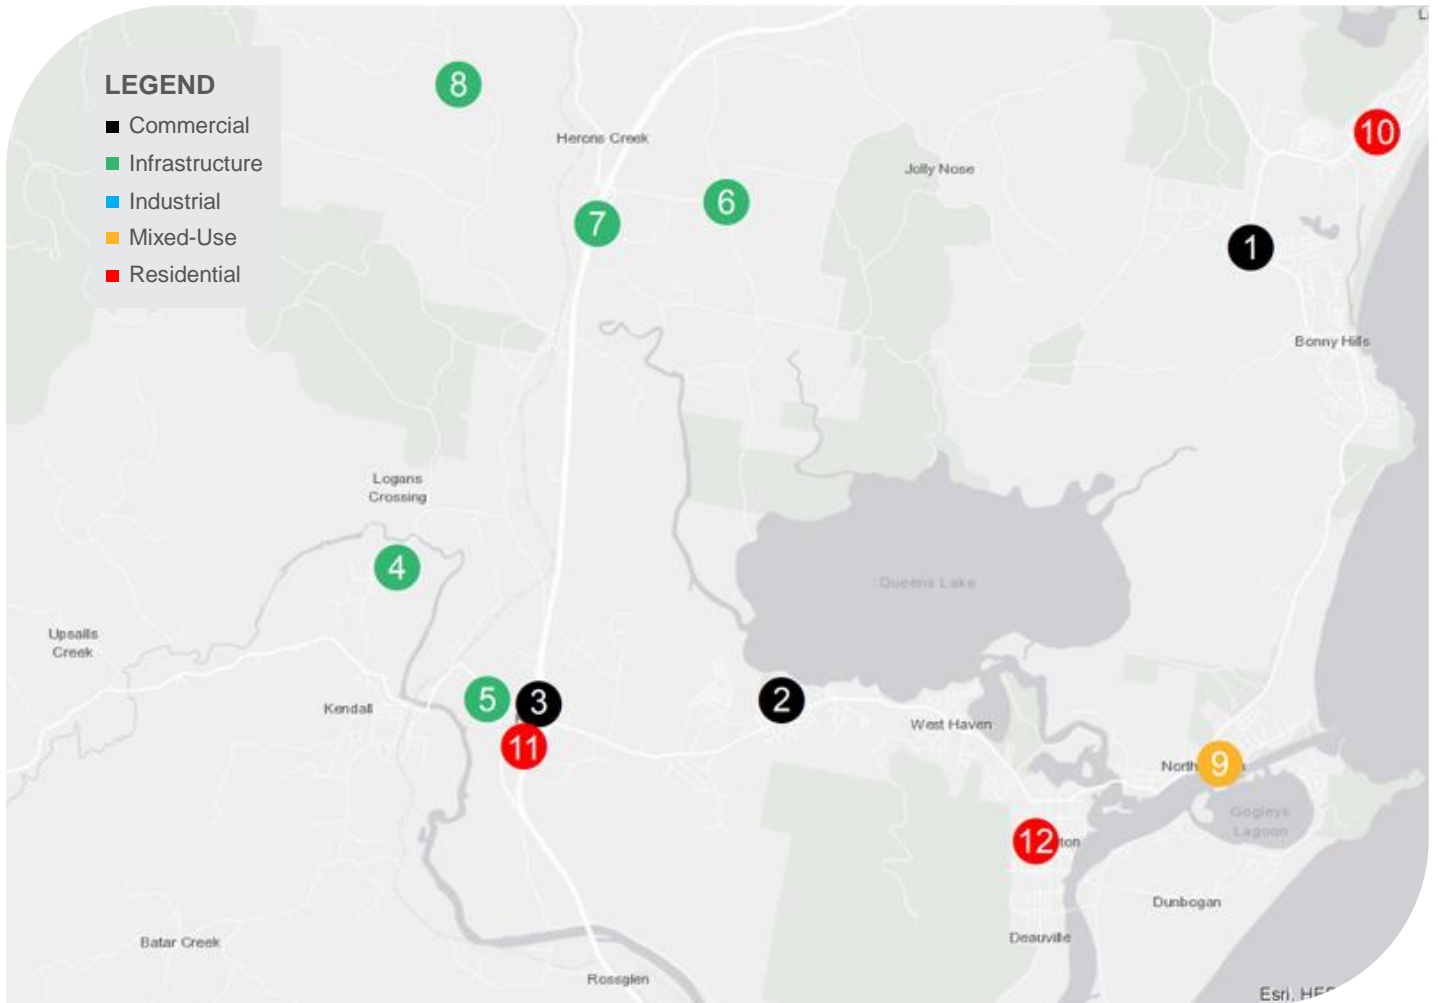 LEGEND
Commercial
Infrastructure
Industrial
Mixed-Use
Residential
8
Herons Creek
10
Jolly Nose
6
7
1
Bonny Hills
Logans
Crossing
4
Queens Lake
Upsalls
Creek
5
3
2
Kendall
West Haven
11
North
9
Gogleys
Lagoon
12
ton
Dunbogan
Deauville
Batar Creek
Rossglen
Esri,